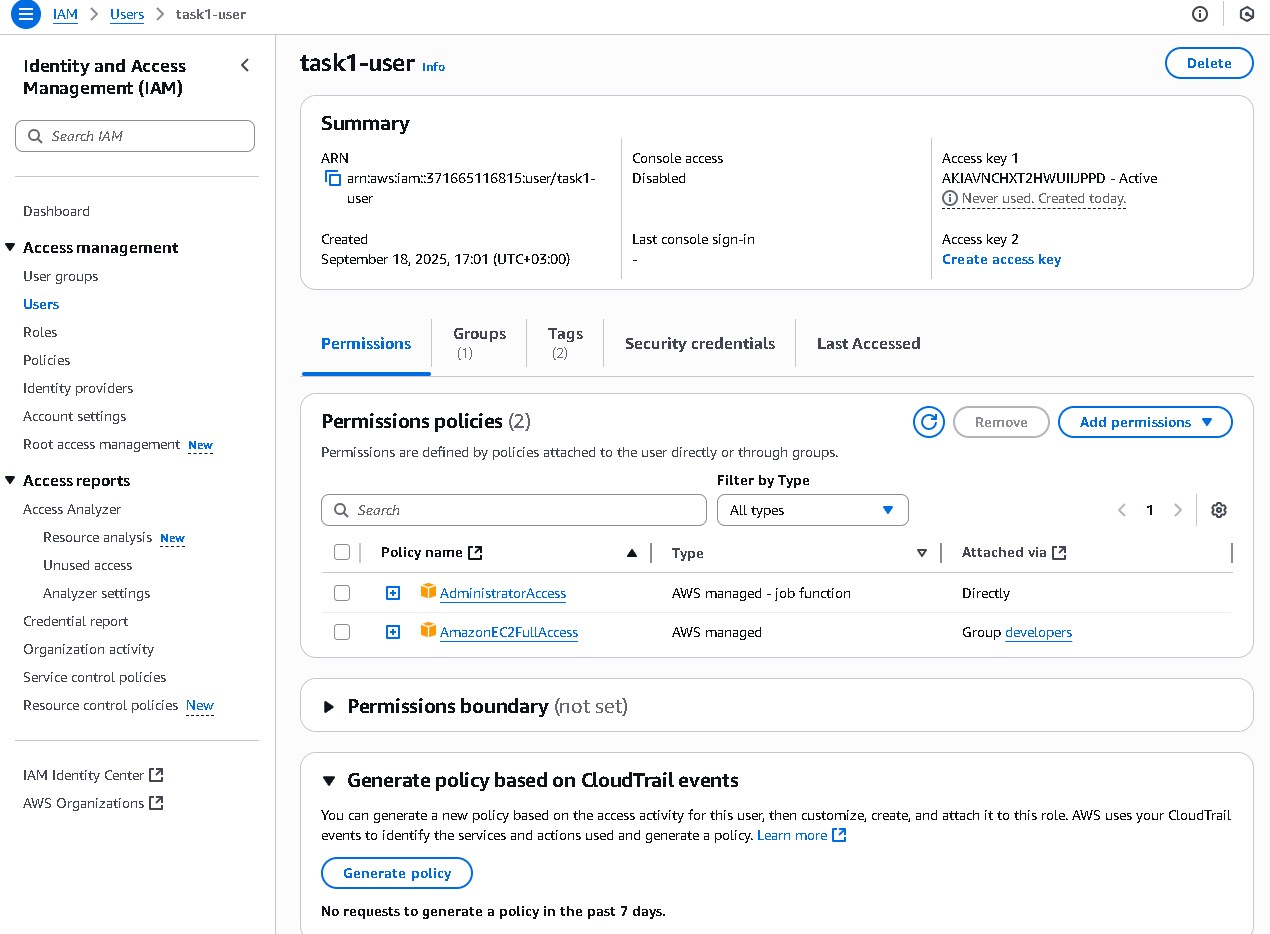 IAM > Users > task1-user
Identity and Access
Management (IAM)
Search IAM
Dashboard
Access management
User groups
Users
Roles
Policies
Identity providers
Account settings
Root access management New
Access reports
Access Analyzer
Resource analysis New
Unused access
Analyzer settings
Credential report
Organization activity
Service control policies
Resource control policies New
IAM Identity Center
AWS Organizations
task1-user Info
Delete
Summary
ARN
arn:aws:iam::371665116815:user/task1-
user
Created
September 18, 2025, 17:01 (UTC+03:00)
Console access
Disabled
Last console sign-in
-
Access key 1
AKIAVNCHXT2HWUIIJPPD - Active
Never used. Created today.
Access key 2
Create access key
Permissions
Groups
(1)
Tags
(2)
Security credentials
Last Accessed
Permissions policies (2)
Remove
Add permissions
Permissions are defined by policies attached to the user directly or through groups.
Filter by Type
Search
All types
1
Policy name Type Attached via
AdministratorAccess AWS managed - job function Directly
AmazonEC2FullAccess AWS managed Group developers
Permissions boundary (not set)
Generate policy based on CloudTrail events
You can generate a new policy based on the access activity for this user, then customize, create, and attach it to this role. AWS uses your CloudTrail
events to identify the services and actions used and generate a policy. Learn more
Generate policy
No requests to generate a policy in the past 7 days.